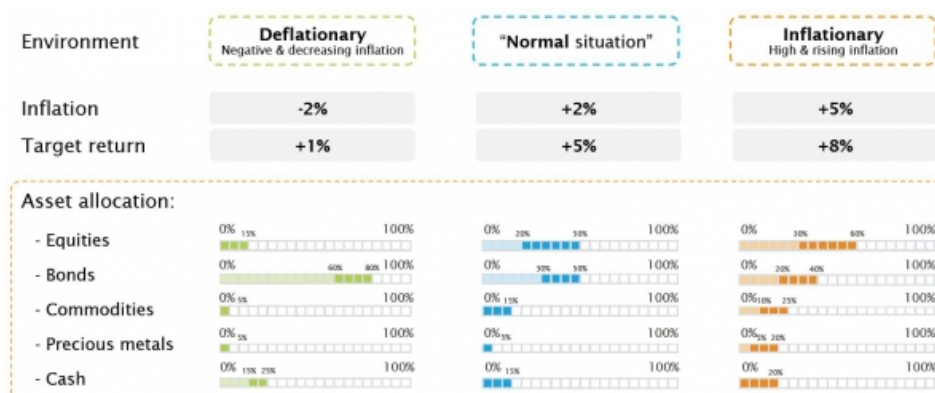 Environment
Deflationary
Negative & decreasing inflation
“Normal situation”
Inflationary
High & rising inflation
Inflation
-2%
+2%
+5%
Target return
+1%
+5%
+8%
Asset allocation:
- Equities
0% 15% 100%
0% 20% 50% 100%
0% 30% 60% 100%
- Bonds
0% 60% 80% 100%
0% 30% 50% 100%
0% 20% 40% 100%
- Commodities
0% 5% 100%
0% 15% 100%
0% 10% 25% 100%
- Precious metals
0% 5% 100%
0% 5% 100%
0% 5% 20% 100%
- Cash
0% 15% 25% 100%
0% 15% 100%
0% 20% 100%